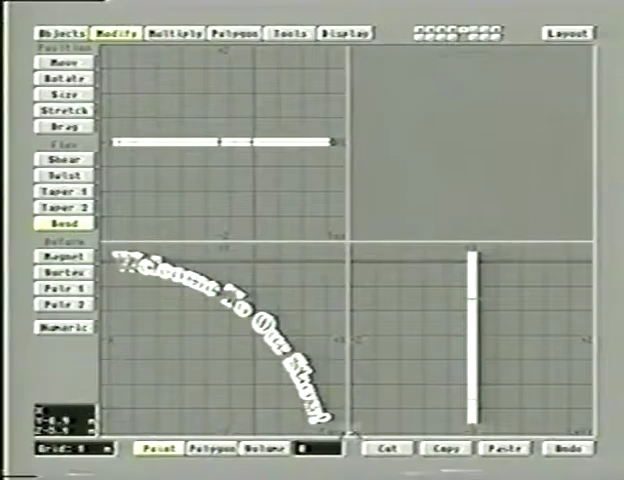 Objects Modify Multiply Polygon Tools Display Layout
Position
Move
Rotate
Size
Stretch
Drag
Shear
Twist
Taper 1
Taper 2
Bend
Magnet
Vortex
Pole 1
Pole 2
Numeric
Welcome To Our Show!
Point Polygon Volume Cut Copy Paste Undo